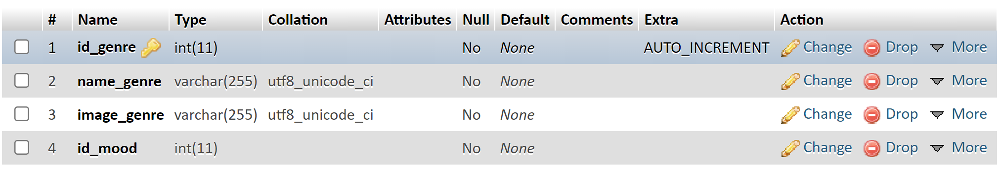 # Name Type Collation Attributes Null Default Comments Extra Action
1 id_genre int(11) No None AUTO_INCREMENT Change Drop More
2 name_genre varchar(255) utf8_unicode_ci No None Change Drop More
3 image_genre varchar(255) utf8_unicode_ci No None Change Drop More
4 id_mood int(11) No None Change Drop More